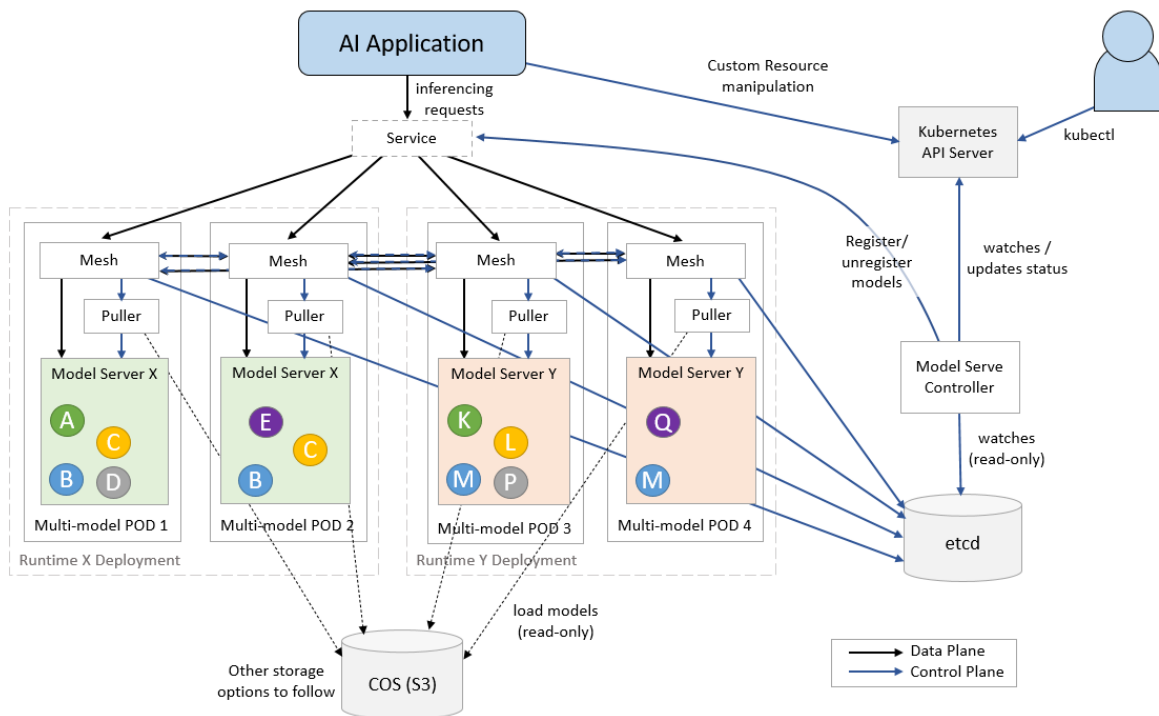 AI Application
inferencing
requests
Custom Resource
manipulation
Service
Kubernetes
API Server
kubectl
Mesh
Mesh
Mesh
Mesh
Register/
unregister
models
watches /
updates status
Puller
Puller
Puller
Puller
Model Server X
Model Server X
Model Server Y
Model Server Y
Model Serve
Controller
A
C
B
D
E
C
B
K
L
M
P
Q
M
watches
(read-only)
Multi-model POD 1
Multi-model POD 2
Multi-model POD 3
Multi-model POD 4
Runtime X Deployment
Runtime Y Deployment
etcd
load models
(read-only)
Other storage
options to follow
COS (S3)
Data Plane
Control Plane